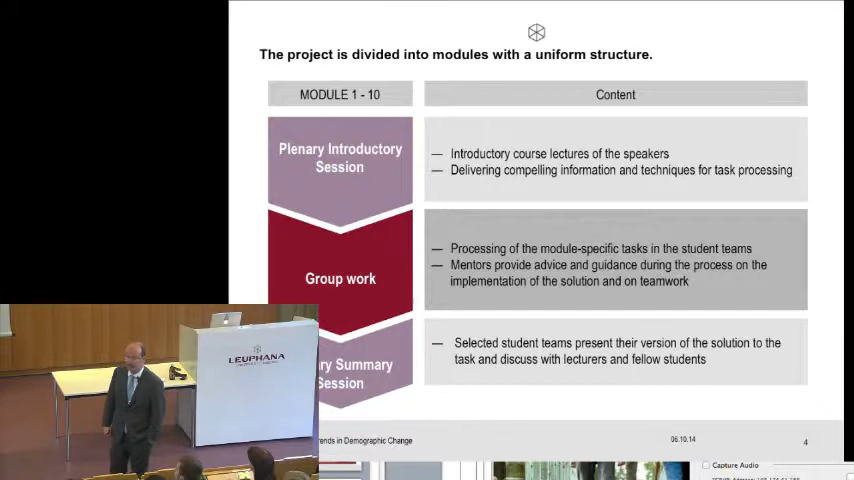 The project is divided into modules with a uniform structure.
MODULE 1 - 10
Content
Plenary Introductory
Session
— Introductory course lectures of the speakers
— Delivering compelling information and techniques for task processing
Group work
— Processing of the module-specific tasks in the student teams
— Mentors provide advice and guidance during the process on the
implementation of the solution and on teamwork
ry Summary
Session
— Selected student teams present their version of the solution to the
task and discuss with lecturers and fellow students
LEUPHANA
rends in Demographic Change
06.10.14
4
Capture Audio